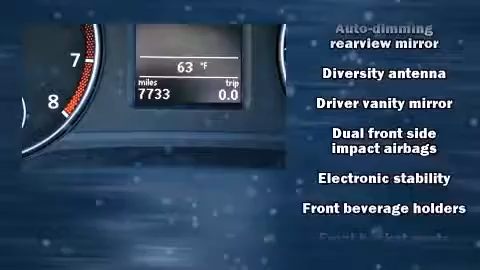 7
8
63 °F
miles trip
7733 0.0
Auto-dimming
rearview mirror
Diversity antenna
Driver vanity mirror
Dual front side
impact airbags
Electronic stability
Front beverage holders